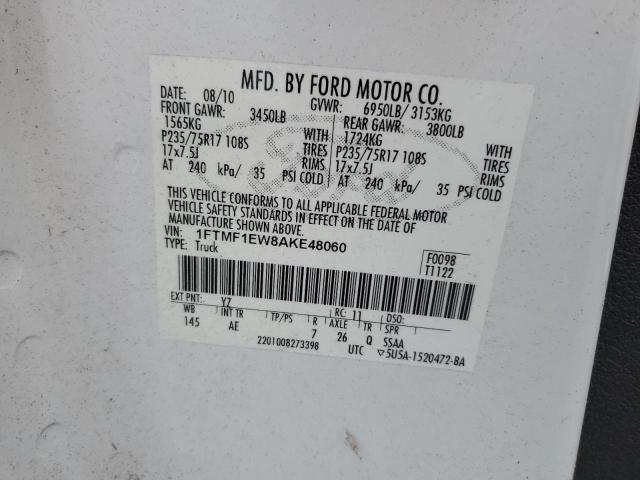 MFD. BY FORD MOTOR CO.
DATE: 08/10 GVWR: 6950LB/ 3153KG
FRONT GAWR: 3450LB REAR GAWR: 3800LB
1565KG WITH 1724KG WITH
P235/75R17 108S TIRES P235/75R17 108S TIRES
17x7.5J RIMS 17x7.5J RIMS
AT 240 kPa/ 35 PSI COLD AT 240 kPa/ 35 PSI COLD
THIS VEHICLE CONFORMS TO ALL APPLICABLE FEDERAL MOTOR
VEHICLE SAFETY STANDARDS IN EFFECT ON THE DATE OF
MANUFACTURE SHOWN ABOVE.
VIN: 1FTMF1EW8AKE48060
TYPE: Truck
F0098
T1122
EXT PNT: YZ RC: 11 DSO:
WB INT TR TP/PS R AXLE TR SPR
145 AE 7 26 Q SSAA
2201008273398 UTC ▽5U5A-1520472-BA
Ford